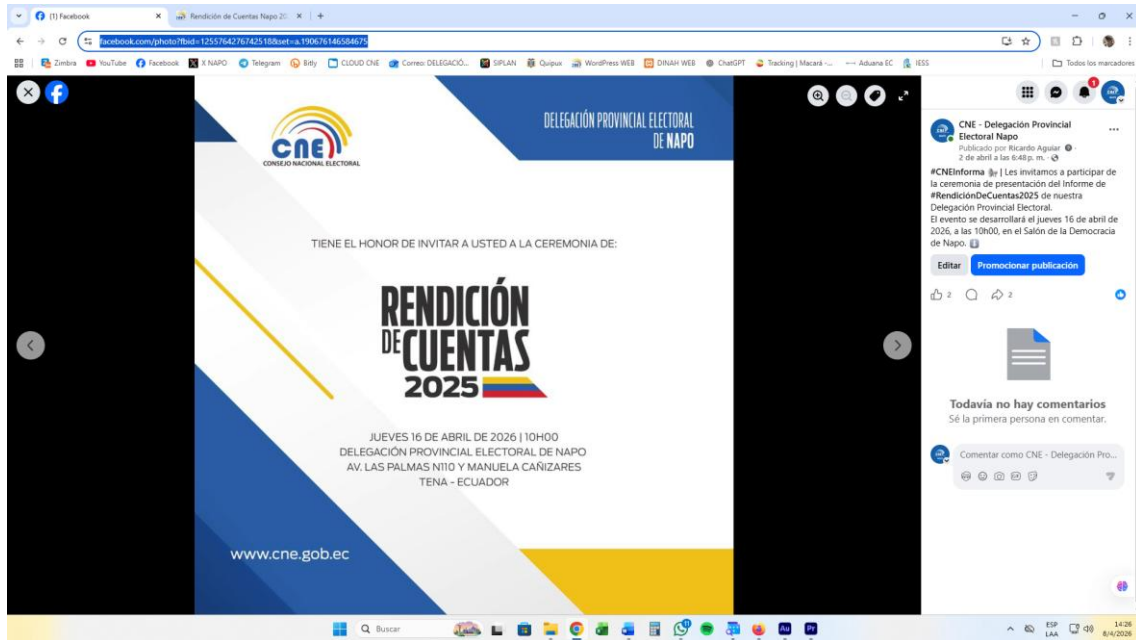 (1) Facebook
Rendición de Cuentas Napo 20
facebook.com/photo?fbid=1255764276742518&set=a.190676146584675
Zimbra
YouTube
Facebook
X NAPO
Telegram
Bitly
CLOUD CNE
Correo: DELEGACIÓ...
SIPLAN
Quipux
WordPress WEB
DINAH WEB
ChatGPT
Tracking | Macará -...
Aduana EC
IESS
Todos los marcadores
CNE
CONSEJO NACIONAL ELECTORAL
DELEGACIÓN PROVINCIAL ELECTORAL
DE NAPO
TIENE EL HONOR DE INVITAR A USTED A LA CEREMONIA DE:
RENDICIÓN
DE CUENTAS
2025
JUEVES 16 DE ABRIL DE 2026 | 10H00
DELEGACIÓN PROVINCIAL ELECTORAL DE NAPO
AV. LAS PALMAS N110 Y MANUELA CAÑIZARES
TENA - ECUADOR
www.cne.gob.ec
1
CNE - Delegación Provincial
Electoral Napo
Publicado por Ricardo Aguiar
2 de abril a las 6:48 p. m. ·
#CNEInforma | Les invitamos a participar de
la ceremonia de presentación del Informe de
#RendiciónDeCuentas2025 de nuestra
Delegación Provincial Electoral.
El evento se desarrollará el jueves 16 de abril de
2026, a las 10h00, en el Salón de la Democracia
de Napo.
Editar
Promocionar publicación
2
2
Todavía no hay comentarios
Sé la primera persona en comentar.
Comentar como CNE - Delegación Pro...
Buscar
Au
Pr
ESP
LAA
14:26
8/4/2026